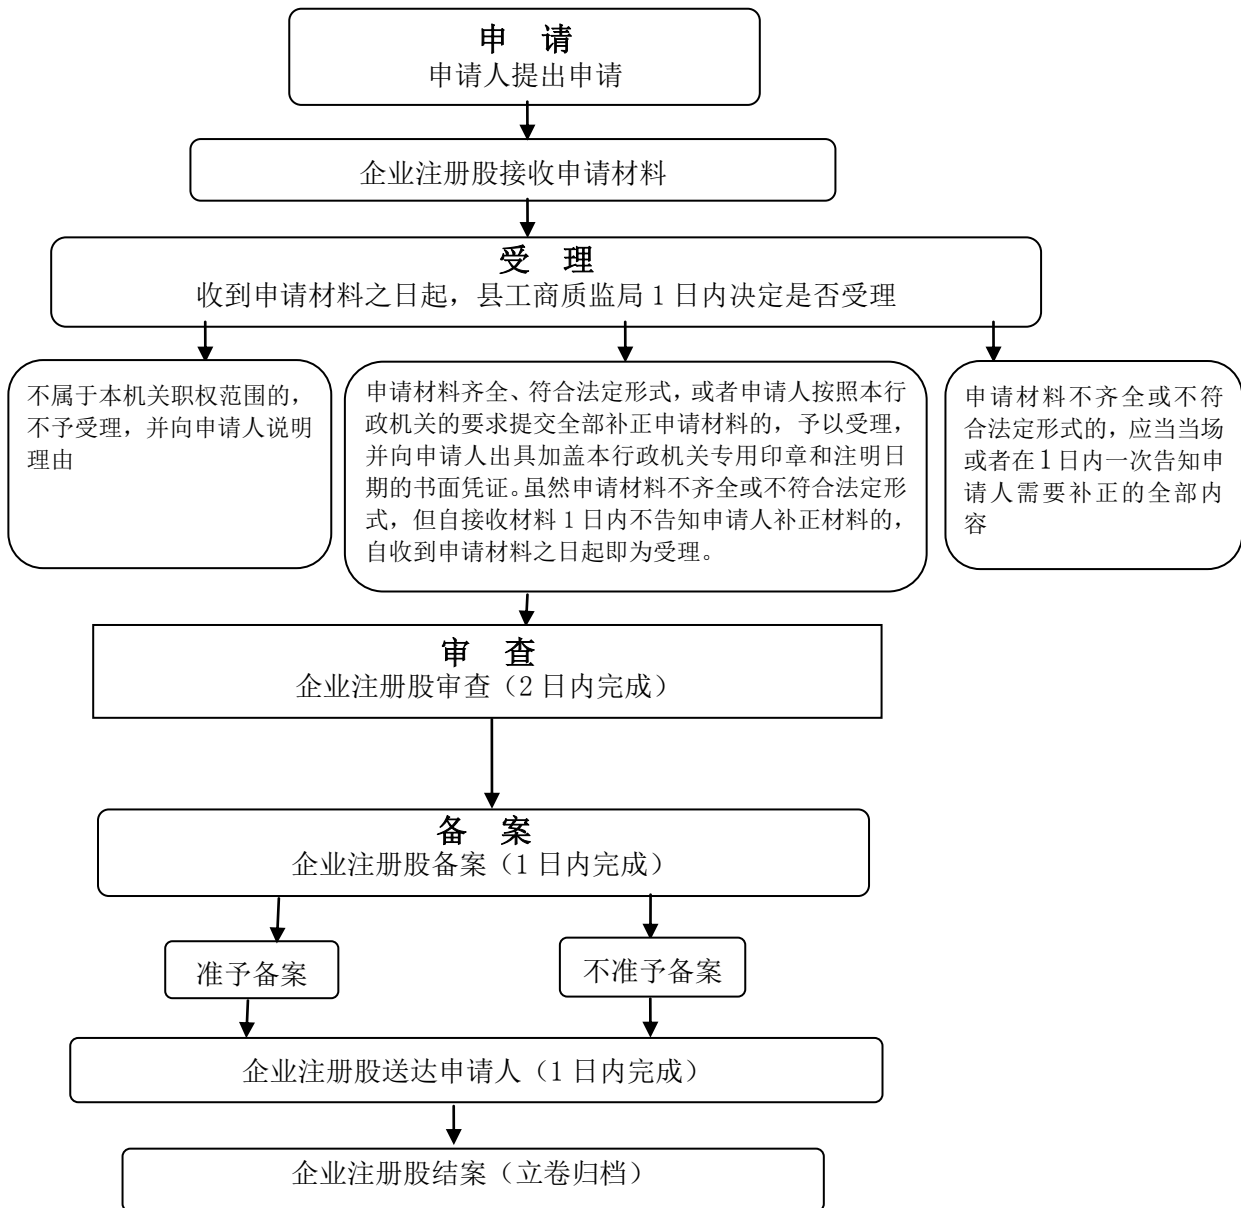 申 请
申请人提出申请
企业注册股接收申请材料
受 理
收到申请材料之日起，县工商质监局 1 日内决定是否受理
不属于本机关职权范围的，
不予受理，并向申请人说明
理由
申请材料齐全、符合法定形式，或者申请人按照本行
政机关的要求提交全部补正申请材料的，予以受理，
并向申请人出具加盖本行政机关专用印章和注明日
期的书面凭证。虽然申请材料不齐全或不符合法定形
式，但自接收材料 1 日内不告知申请人补正材料的，
自收到申请材料之日起即为受理。
申请材料不齐全或不符
合法定形式的，应当当场
或者在 1 日内一次告知申
请人需要补正的全部内
容
审 查
企业注册股审查（2 日内完成）
备 案
企业注册股备案（1 日内完成）
准予备案
不准予备案
企业注册股送达申请人（1 日内完成）
企业注册股结案（立卷归档）